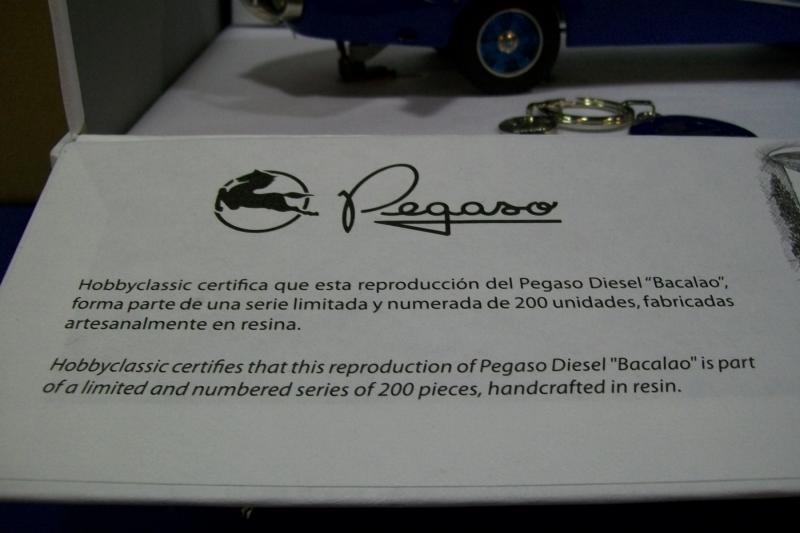 Pegaso
Hobbyclassic certifica que esta reproducción del Pegaso Diesel "Bacalao",
forma parte de una serie limitada y numerada de 200 unidades, fabricadas
artesanalmente en resina.
Hobbyclassic certifies that this reproduction of Pegaso Diesel "Bacalao" is part
of a limited and numbered series of 200 pieces, handcrafted in resin.